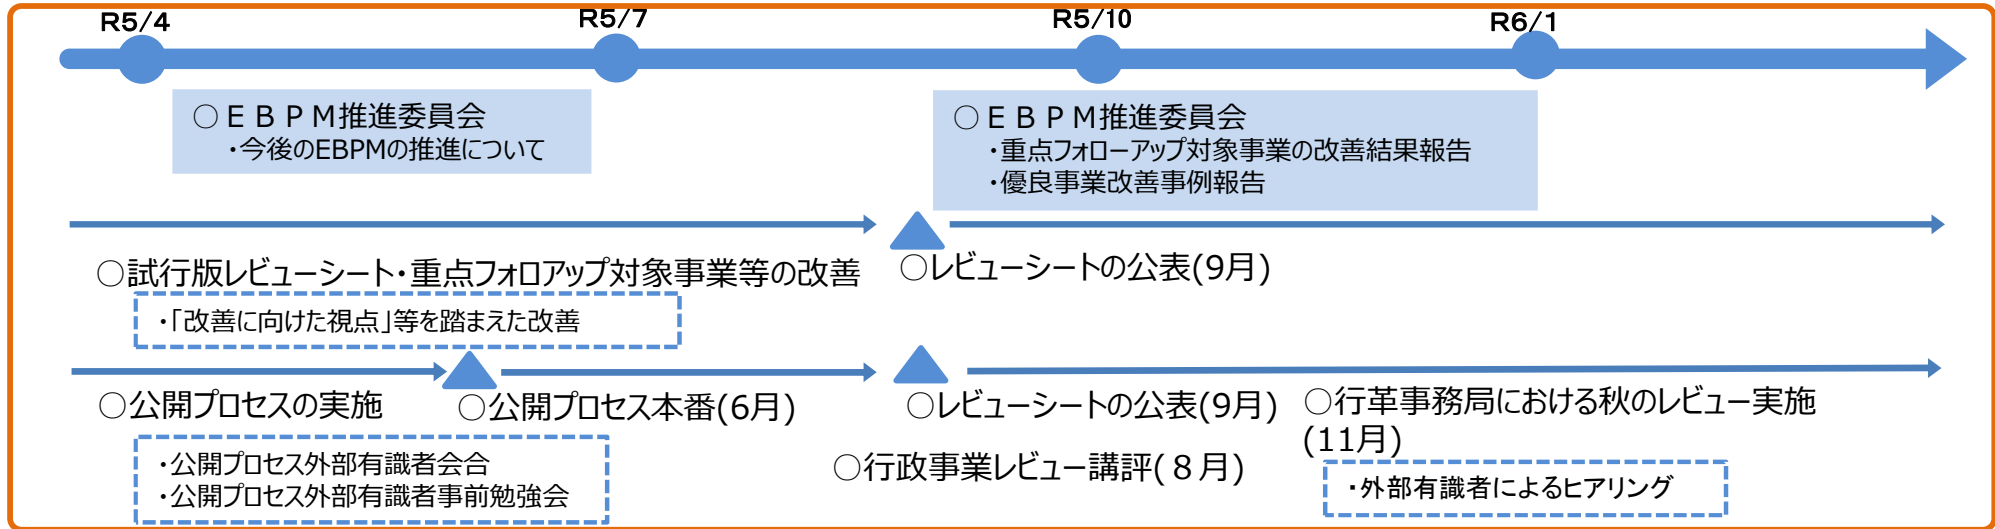 R5/4
R5/7
R5/10
R6/1
○ＥＢＰＭ推進委員会
・今後のEBPMの推進について
○ＥＢＰＭ推進委員会
・重点フォローアップ対象事業の改善結果報告
・優良事業改善事例報告
○試行版レビューシート・重点フォロアップ対象事業等の改善
○レビューシートの公表(9月)
・「改善に向けた視点」等を踏まえた改善
○公開プロセスの実施
○公開プロセス本番(6月)
○レビューシートの公表(9月)
○行革事務局における秋のレビュー実施
(11月)
・公開プロセス外部有識者会合
・公開プロセス外部有識者事前勉強会
○行政事業レビュー講評(８月)
・外部有識者によるヒアリング